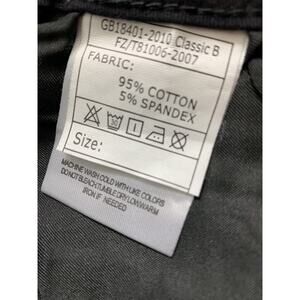 GB18401-2010 Classic B
FZ/T81006-2007
FABRIC:
95% COTTON
5% SPANDEX
Size:
MACHINE WASH COLD WITH LIKE COLORS
DO NOT BLEACH TUMBLE DRY LOW WARM
IRON IF NEEDED